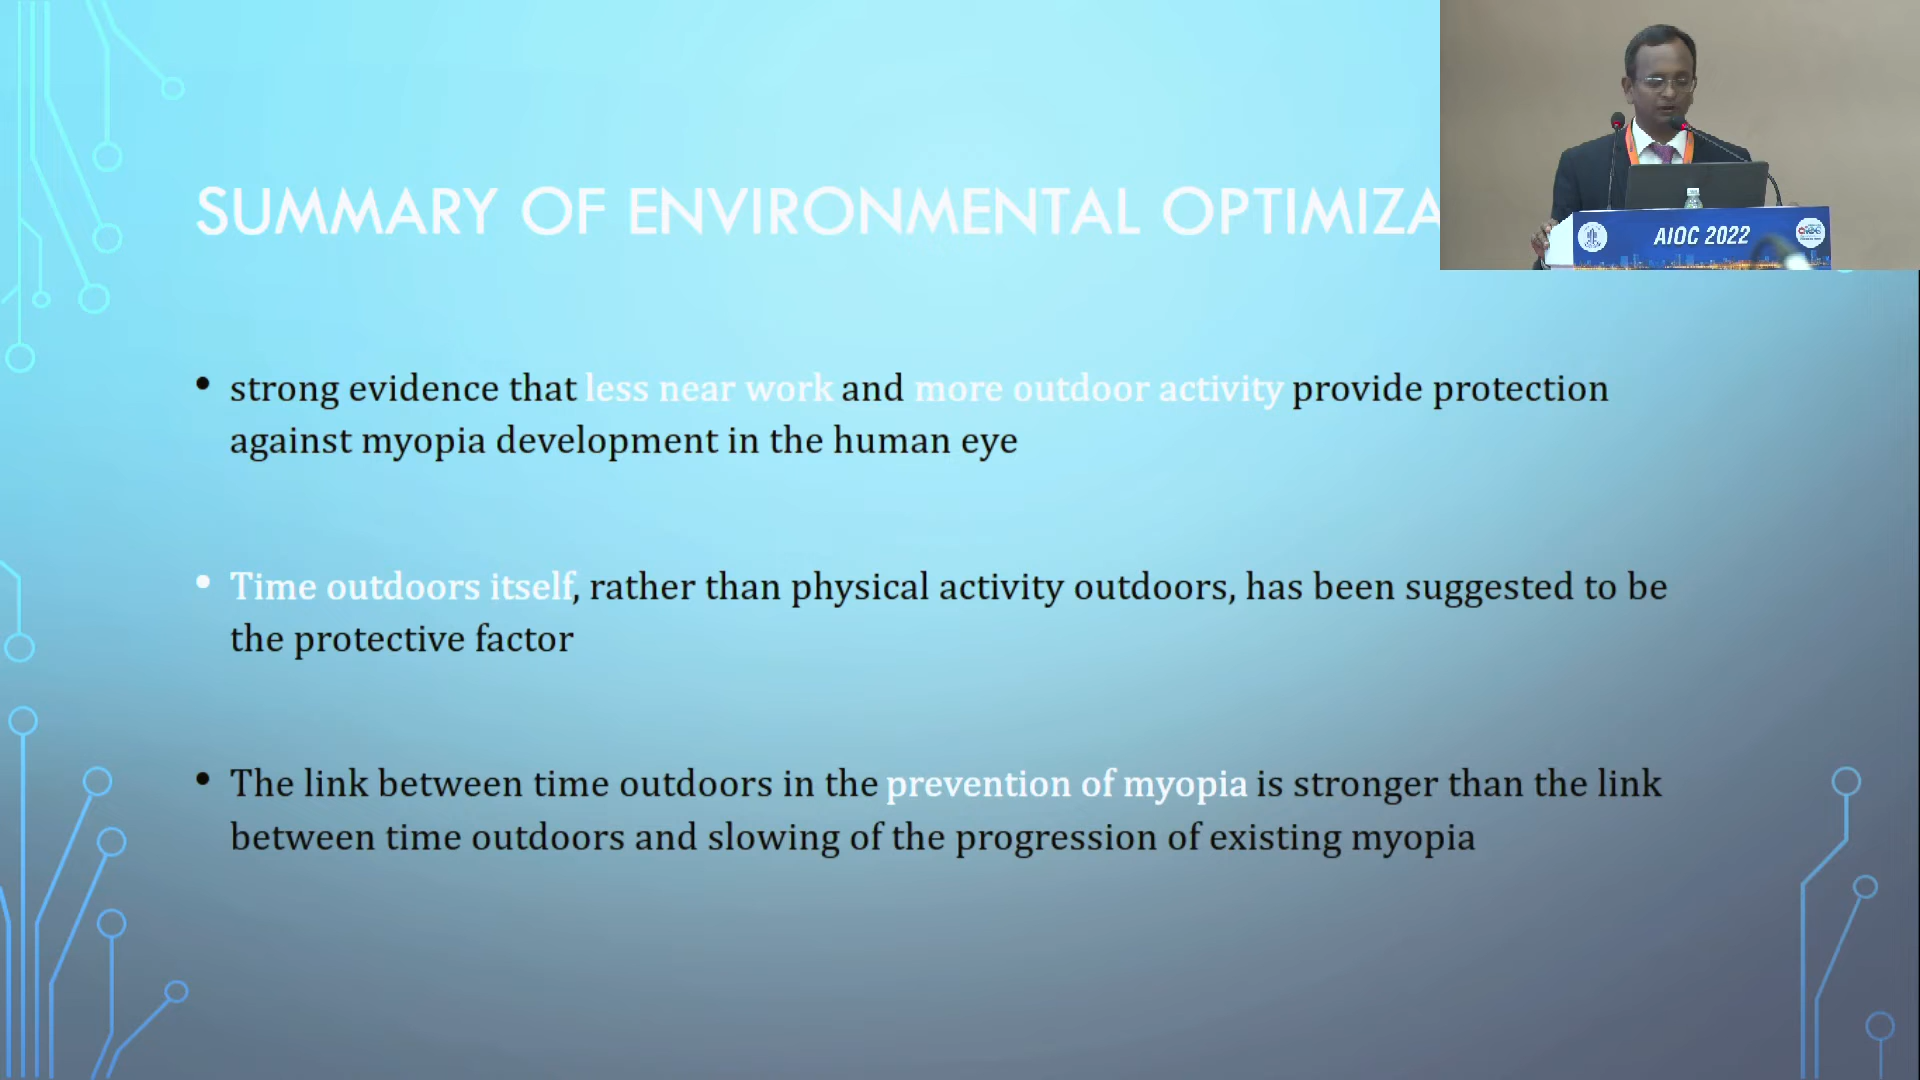 SUMMARY OF ENVIRONMENTAL OPTIMIZA
AIOC 2022
• strong evidence that less near work and more outdoor activity provide protection
against myopia development in the human eye
• Time outdoors itself, rather than physical activity outdoors, has been suggested to be
the protective factor
• The link between time outdoors in the prevention of myopia is stronger than the link
between time outdoors and slowing of the progression of existing myopia